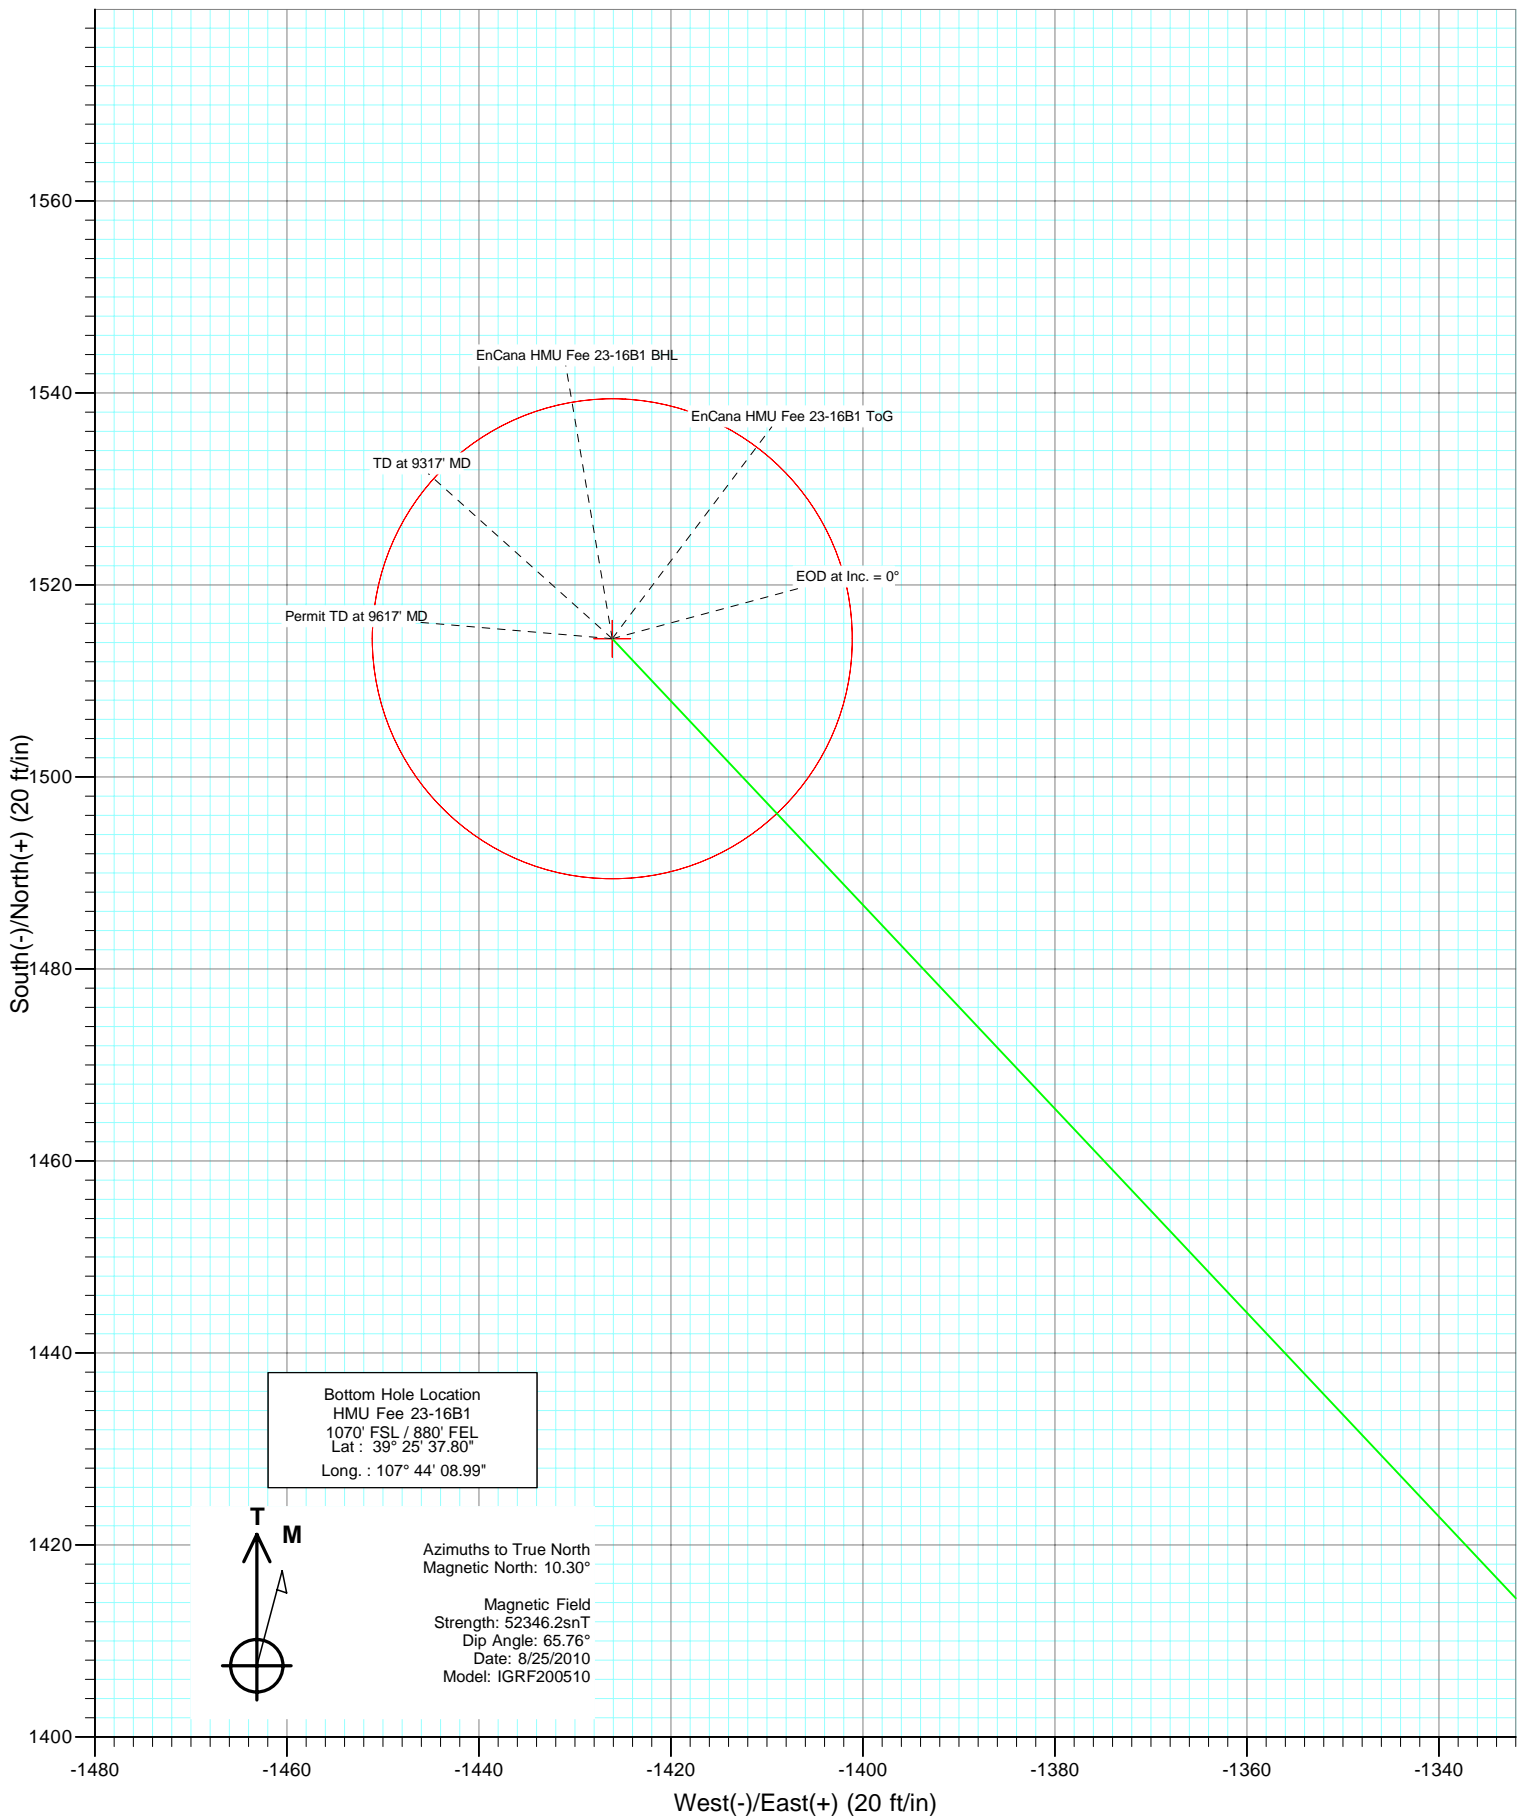 1560
1540
1520
1500
1480
1460
1440
1420
1400
South(-)/North(+) (20 ft/in)
EnCana HMU Fee 23-16B1 BHL
EnCana HMU Fee 23-16B1 ToG
TD at 9317' MD
EOD at Inc. = 0°
Permit TD at 9617' MD
Bottom Hole Location
HMU Fee 23-16B1
1070' FSL / 880' FEL
Lat : 39° 25' 37.80"
Long. : 107° 44' 08.99"
T
M
Azimuths to True North
Magnetic North: 10.30°
Magnetic Field
Strength: 52346.2snT
Dip Angle: 65.76°
Date: 8/25/2010
Model: IGRF200510
-1480
-1460
-1440
-1420
-1400
-1380
-1360
-1340
West(-)/East(+) (20 ft/in)